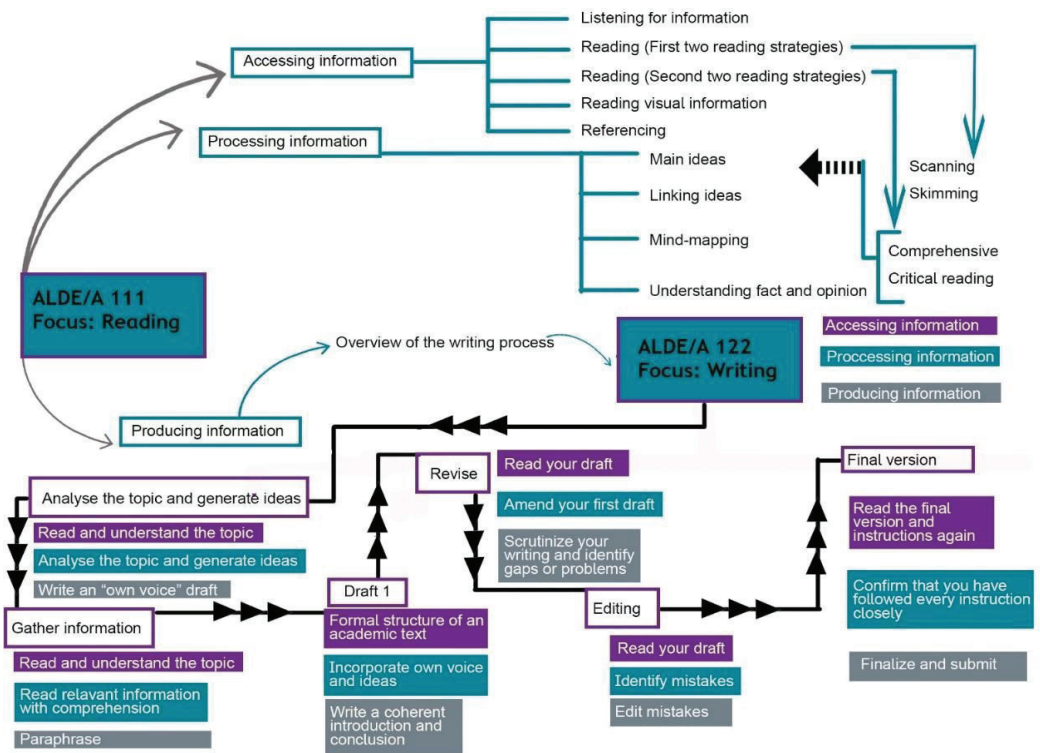 Listening for information
Accessing information
Reading (First two reading strategies)
Reading (Second two reading strategies)
Reading visual information
Referencing
Processing information
Main ideas
Linking ideas
Mind-mapping
Understanding fact and opinion
Scanning
Skimming
Comprehensive
Critical reading
ALDE/A 111
Focus: Reading
Overview of the writing process
ALDE/A 122
Focus: Writing
Accessing information
Proccessing information
Producing information
Producing information
Analyse the topic and generate ideas
Read and understand the topic
Analyse the topic and generate ideas
Write an “own voice” draft
Gather information
Read and understand the topic
Read relavant information
with comprehension
Paraphrase
Draft 1
Formal structure of an
academic text
Incorporate own voice
and ideas
Write a coherent
introduction and
conclusion
Revise
Read your draft
Amend your first draft
Scrutinize your
writing and identify
gaps or problems
Editing
Read your draft
Identify mistakes
Edit mistakes
Final version
Read the final
version and
instructions again
Confirm that you have
followed every instruction
closely
Finalize and submit